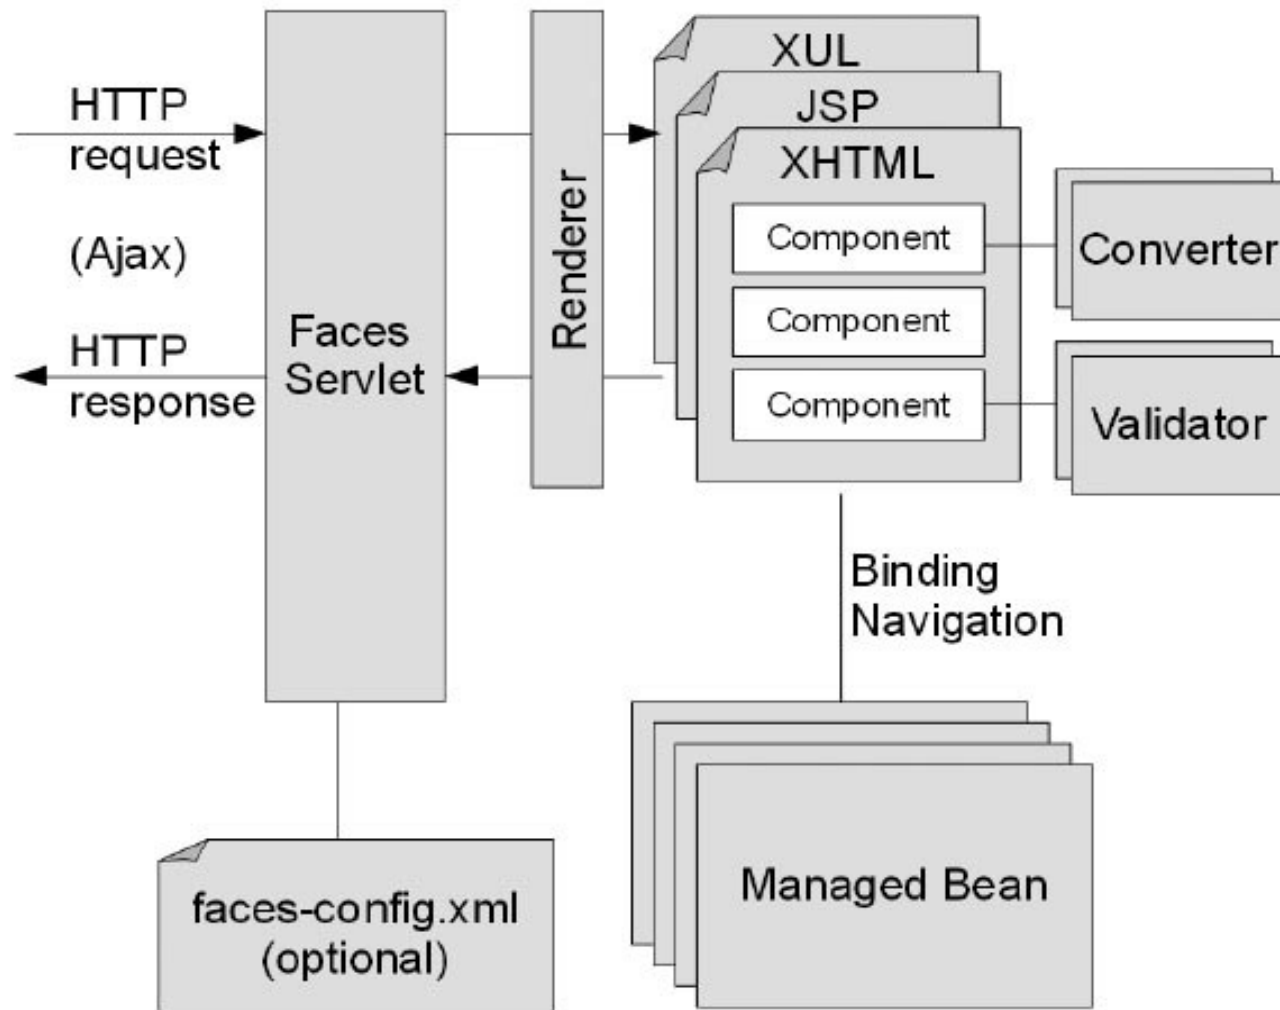 HTTP
request
(Ajax)
HTTP
response
Faces
Servlet
Renderer
XUL
JSP
XHTML
Component
Component
Component
Converter
Validator
Binding
Navigation
faces-config.xml
(optional)
Managed Bean